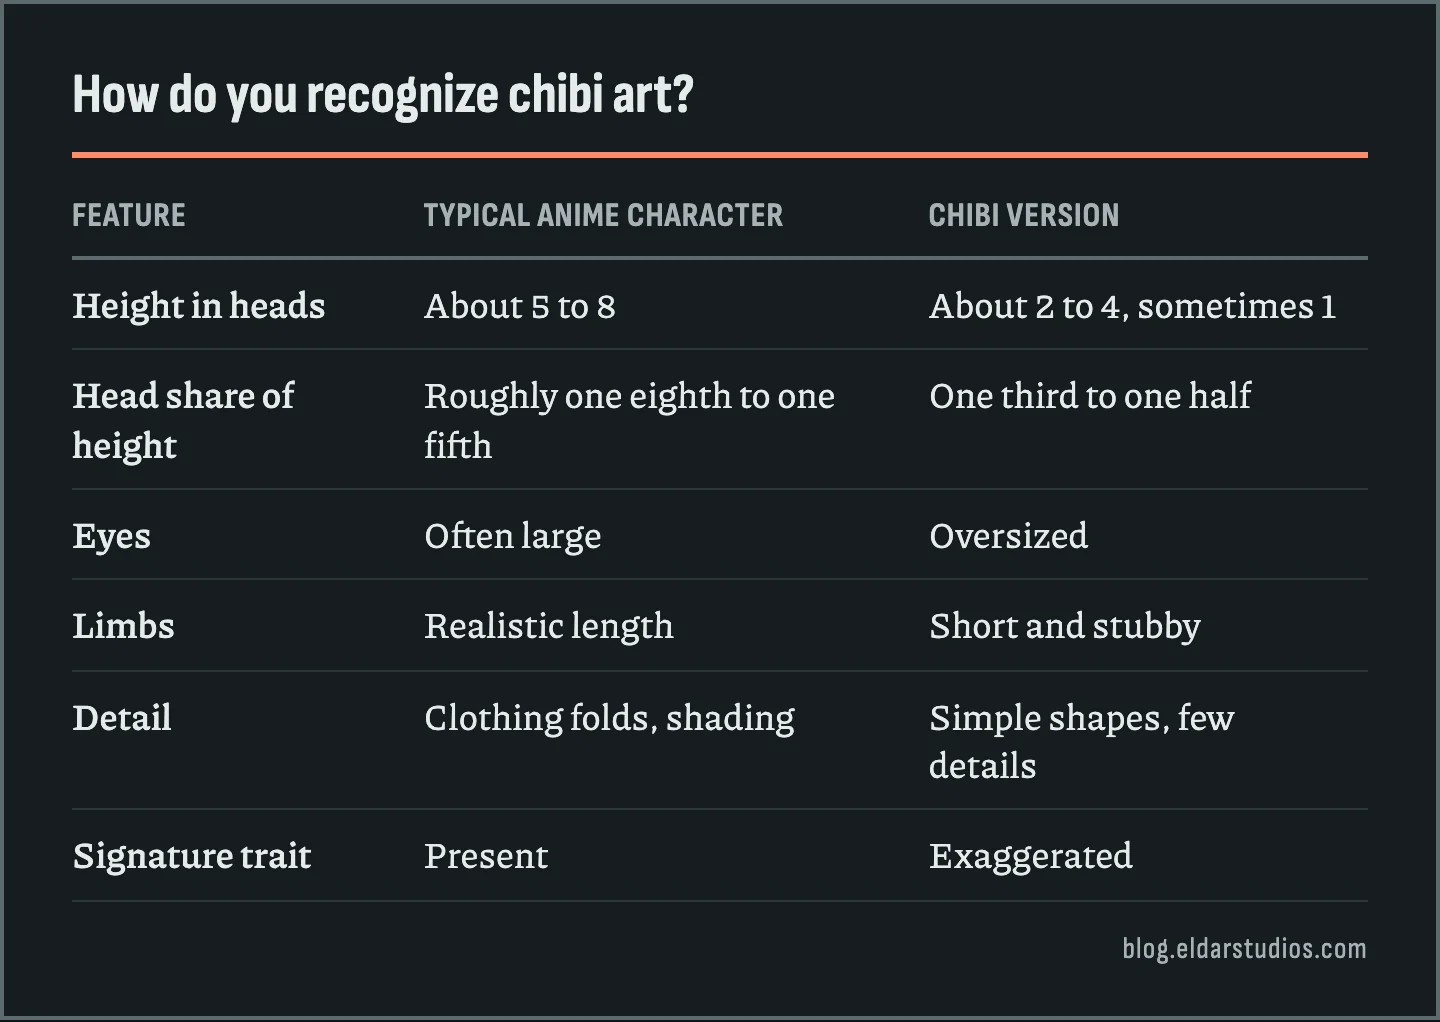 How do you recognize chibi art?
FEATURE TYPICAL ANIME CHARACTER CHIBI VERSION
Height in heads About 5 to 8 About 2 to 4, sometimes 1
Head share of Roughly one eighth to one One third to one half
height fifth
Eyes Often large Oversized
Limbs Realistic length Short and stubby
Detail Clothing folds, shading Simple shapes, few
details
Signature trait Present Exaggerated
blog.eldarstudios.com